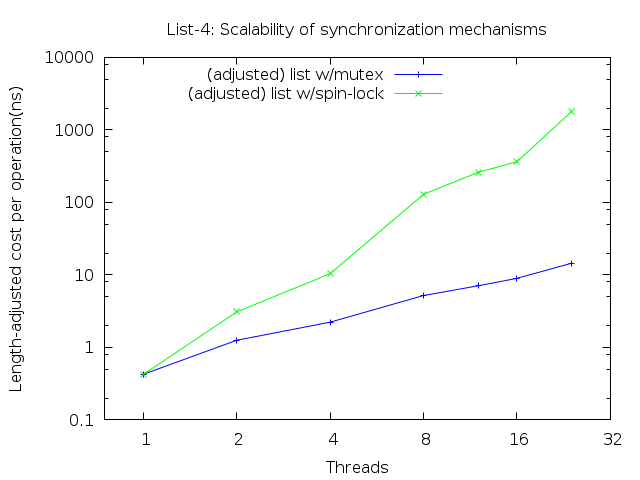 List-4: Scalability of synchronization mechanisms
10000
1000
100
10
1
0.1
Length-adjusted cost per operation(ns)
(adjusted) list w/mutex
(adjusted) list w/spin-lock
1 2 4 8 16 32
Threads